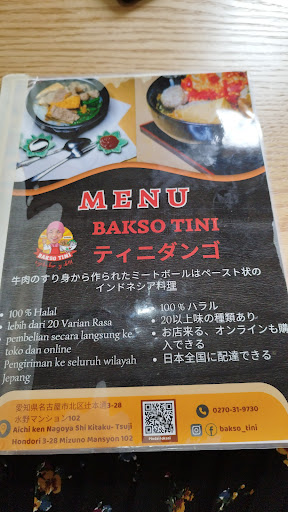 MENU
BAKSO TINI
ティニダンゴ
BAKSO TINI
牛肉のすり身から作られたミートボールはペースト状の
インドネシア料理
• 100 % Halal
• lebih dari 20 Varian Rasa
• pembelian secara langsung ke
toko dan online
Pengiriman ke seluruh wilayah
Jepang
• 100 % ハラル
• 20以上味の種類あり
• お店来る、オンラインも購
入できる
• 日本全国に配達できる
愛知県名古屋市北区辻本通3-28
水野マンション102
Aichi ken Nagoya Shi Kitaku- Tsuji
Hondori 3-28 Mizuno Mansyon 102
0270-31-9730
bakso_tini